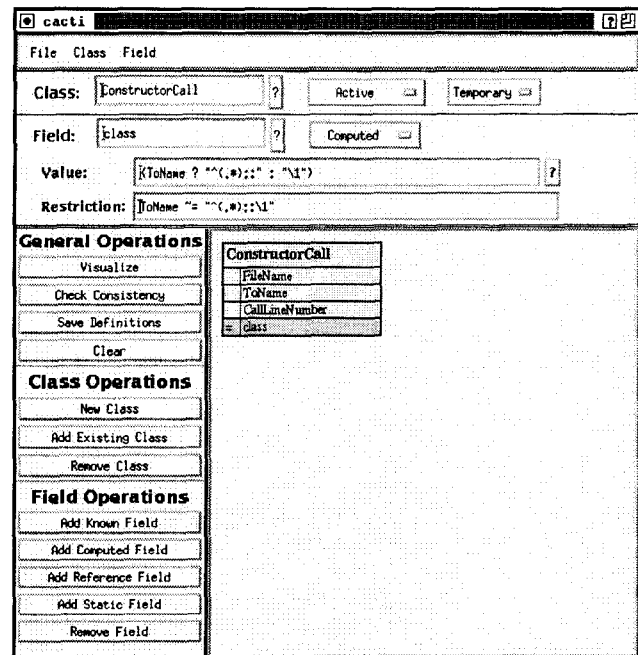 cacti
File Class Field
Class: ConstructorCall ? Active Temporary
Field: class ? Computed
Value: (ToName ? "^(.*)::" : "\1") ?
Restriction: ToName ~= "^(.*)::\1"
General Operations
Visualize
Check Consistency
Save Definitions
Clear
Class Operations
New Class
Add Existing Class
Remove Class
Field Operations
Add Known Field
Add Computed Field
Add Reference Field
Add Static Field
Remove Field
ConstructorCall
FileName
ToName
CallLineNumber
= class